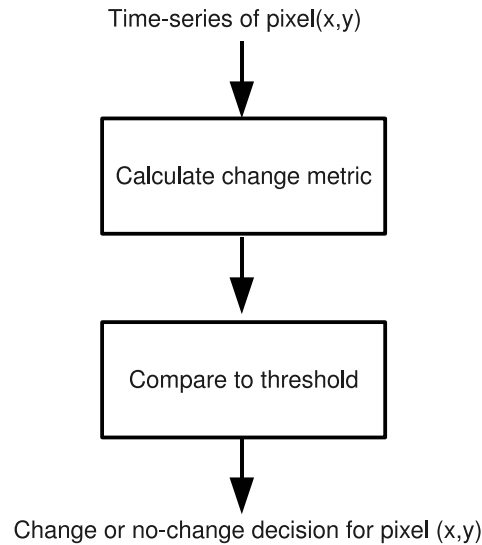 Time-series of pixel(x,y)
Calculate change metric
Compare to threshold
Change or no-change decision for pixel (x,y)